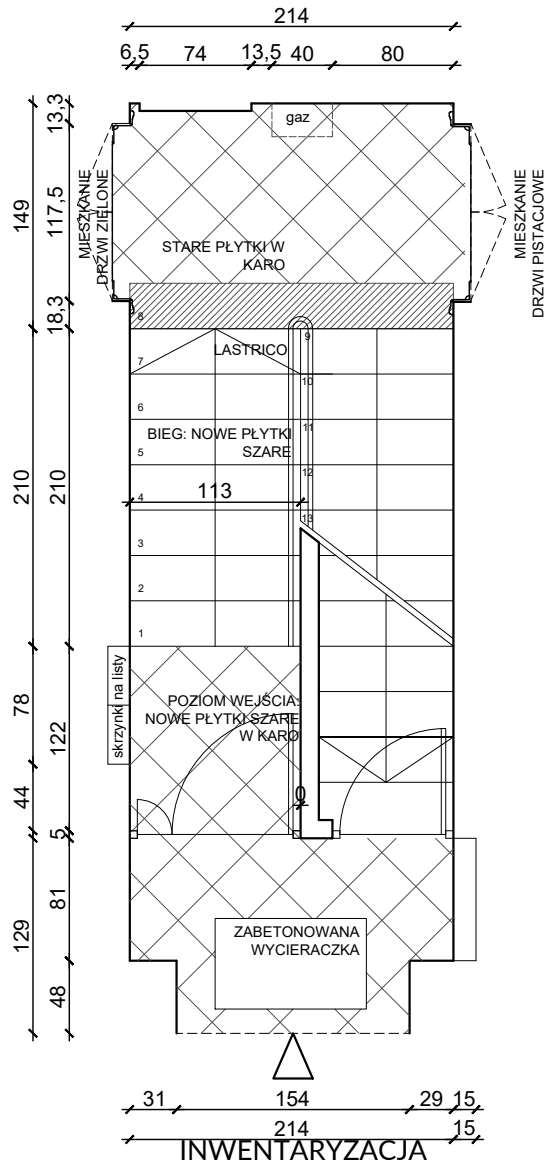 214
6,5 74 13,5 40 80
gaz
13,3
149
117,5
18,3
MIESZKANIE
DRZWI ZIELONE
MIESZKANIE
DRZWI PISTACJOWE
STARE PŁYTKI W
KARO
8
9
LASTRICO
7
10
6
11
BIEG: NOWE PŁYTKI
SZARE
5
12
210
210
113
4
13
3
2
1
skrzynki na listy
POZIOM WEJŚCIA:
NOWE PŁYTKI SZARE
W KARO
78
122
44
0
5
129
81
48
ZABETONOWANA
WYCIERACZKA
31 154 29 15
214 15
INWENTARYZACJA